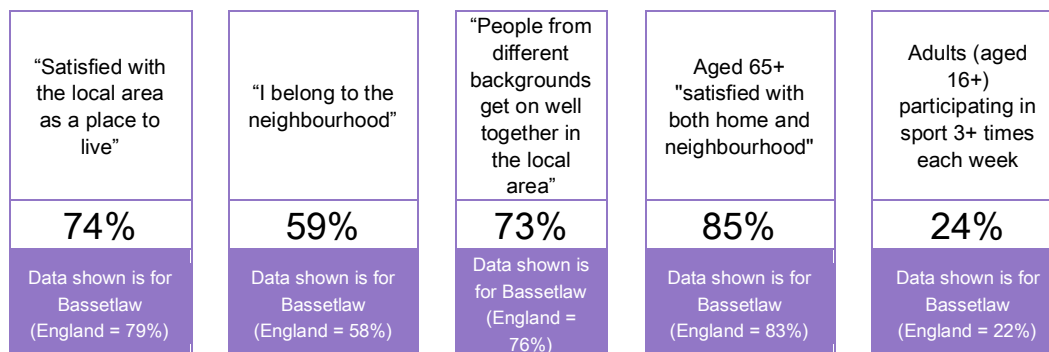 “Satisfied with
the local area
as a place to
live”
74%
Data shown is for
Bassetlaw
(England = 79%)
“I belong to the
neighbourhood”
59%
Data shown is for
Bassetlaw
(England = 58%)
“People from
different
backgrounds
get on well
together in
the local
area”
73%
Data shown is
for Bassetlaw
(England =
76%)
Aged 65+
"satisfied with
both home and
neighbourhood"
85%
Data shown is for
Bassetlaw
(England = 83%)
Adults (aged
16+)
participating in
sport 3+ times
each week
24%
Data shown is for
Bassetlaw
(England = 22%)